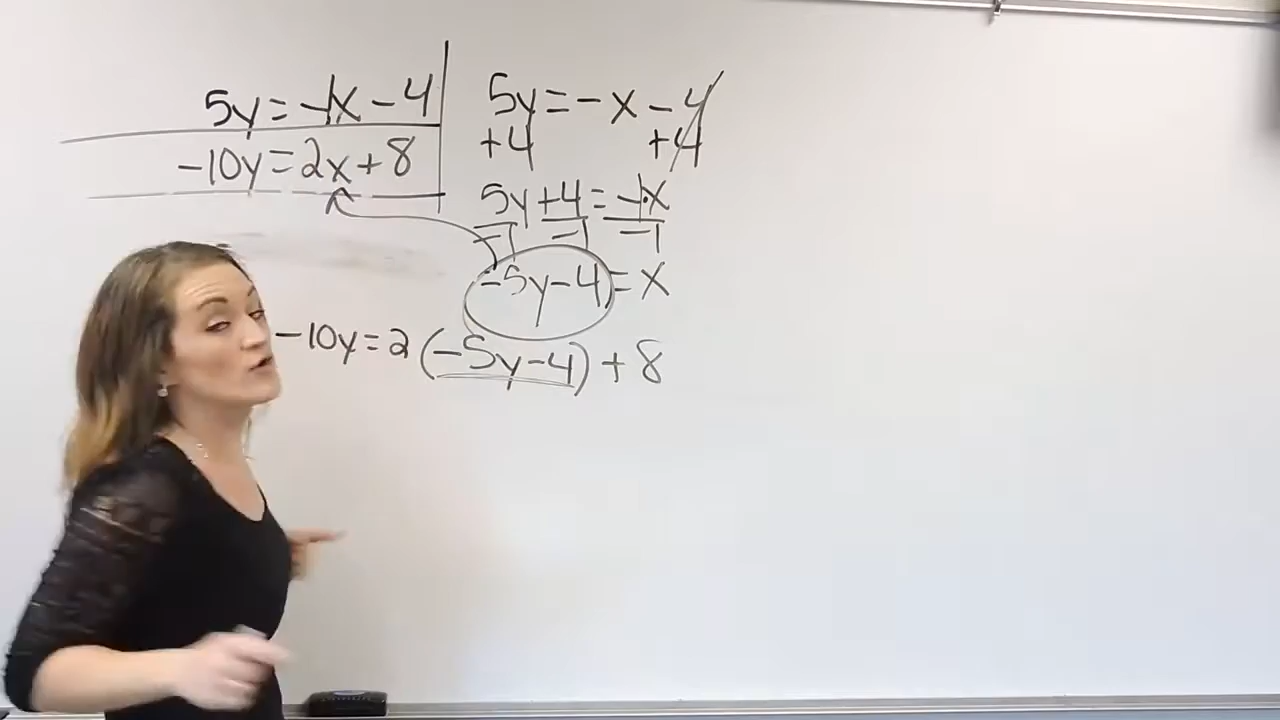 5y = -1x - 4
-10y = 2x + 8
5y = -x - 4
+4 +4
5y + 4 = -1·x
-1 -1 -1
-5y - 4 = x
-10y = 2(-5y - 4) + 8